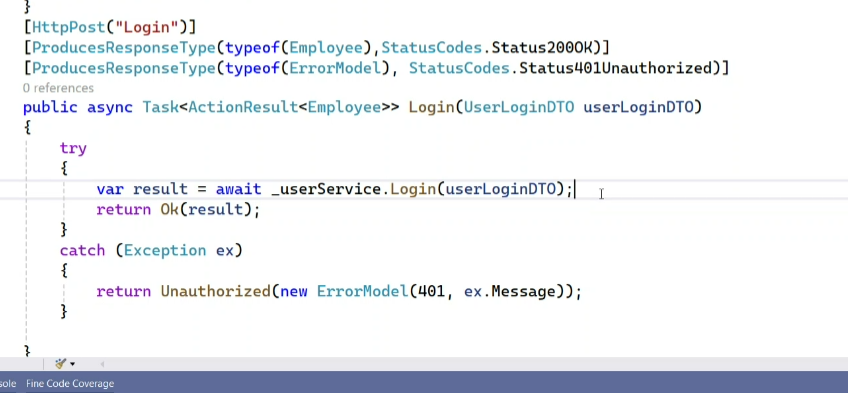 }
[HttpPost("Login")]
[ProducesResponseType(typeof(Employee),StatusCodes.Status200OK)]
[ProducesResponseType(typeof(ErrorModel), StatusCodes.Status401Unauthorized)]
0 references
public async Task<ActionResult<Employee>> Login(UserLoginDTO userLoginDTO)
{
try
{
var result = await _userService.Login(userLoginDTO);
return Ok(result);
}
catch (Exception ex)
{
return Unauthorized(new ErrorModel(401, ex.Message));
}
}
sole Fine Code Coverage